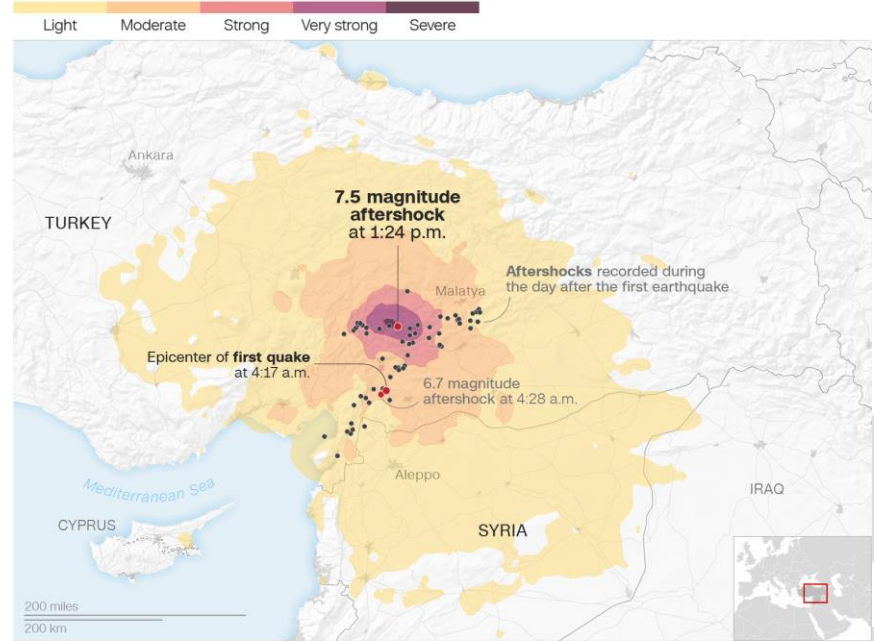 Light Moderate Strong Very strong Severe
Ankara
TURKEY
7.5 magnitude
aftershock
at 1:24 p.m.
Aftershocks recorded during
the day after the first earthquake
Malatya
Epicenter of first quake
at 4:17 a.m.
6.7 magnitude
aftershock at 4:28 a.m.
Aleppo
Mediterranean Sea
IRAQ
CYPRUS
SYRIA
200 miles
200 km